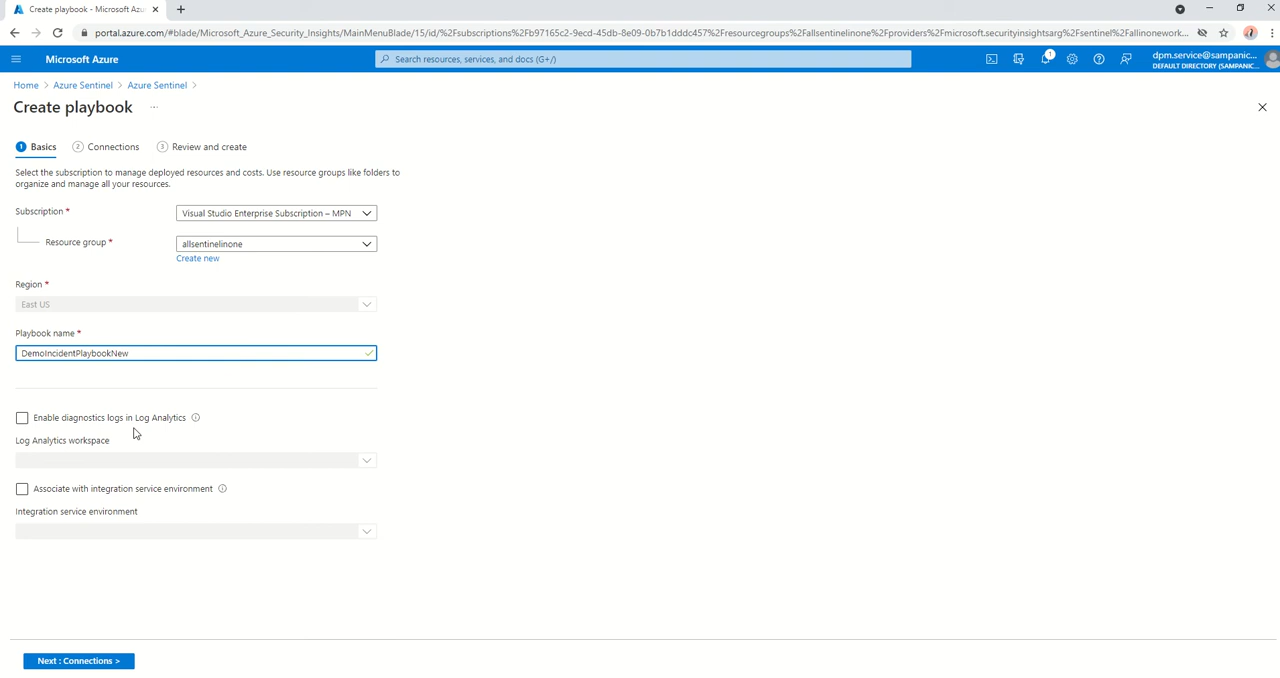 Create playbook - Microsoft Azu
portal.azure.com/#blade/Microsoft_Azure_Security_Insights/MainMenuBlade/15/id/%2Fsubscriptions%2Fb97165c2-9ecd-45db-8e09-0b7b1dddc457%2Fresourcegroups%2Fallsentinelinone%2Fproviders%2Fmicrosoft.securityinsightsarg%2Fsentinel%2Fallinonework...
Microsoft Azure
Search resources, services, and docs (G+/)
1
dpm.service@sampanic...
DEFAULT DIRECTORY (SAMPANIC...
Home > Azure Sentinel > Azure Sentinel >
Create playbook ...
1 Basics 2 Connections 3 Review and create
Select the subscription to manage deployed resources and costs. Use resource groups like folders to
organize and manage all your resources.
Subscription * Visual Studio Enterprise Subscription – MPN
Resource group * allsentinelinone
Create new
Region *
East US
Playbook name *
DemoIncidentPlaybookNew
Enable diagnostics logs in Log Analytics
Log Analytics workspace
Associate with integration service environment
Integration service environment
Next : Connections >